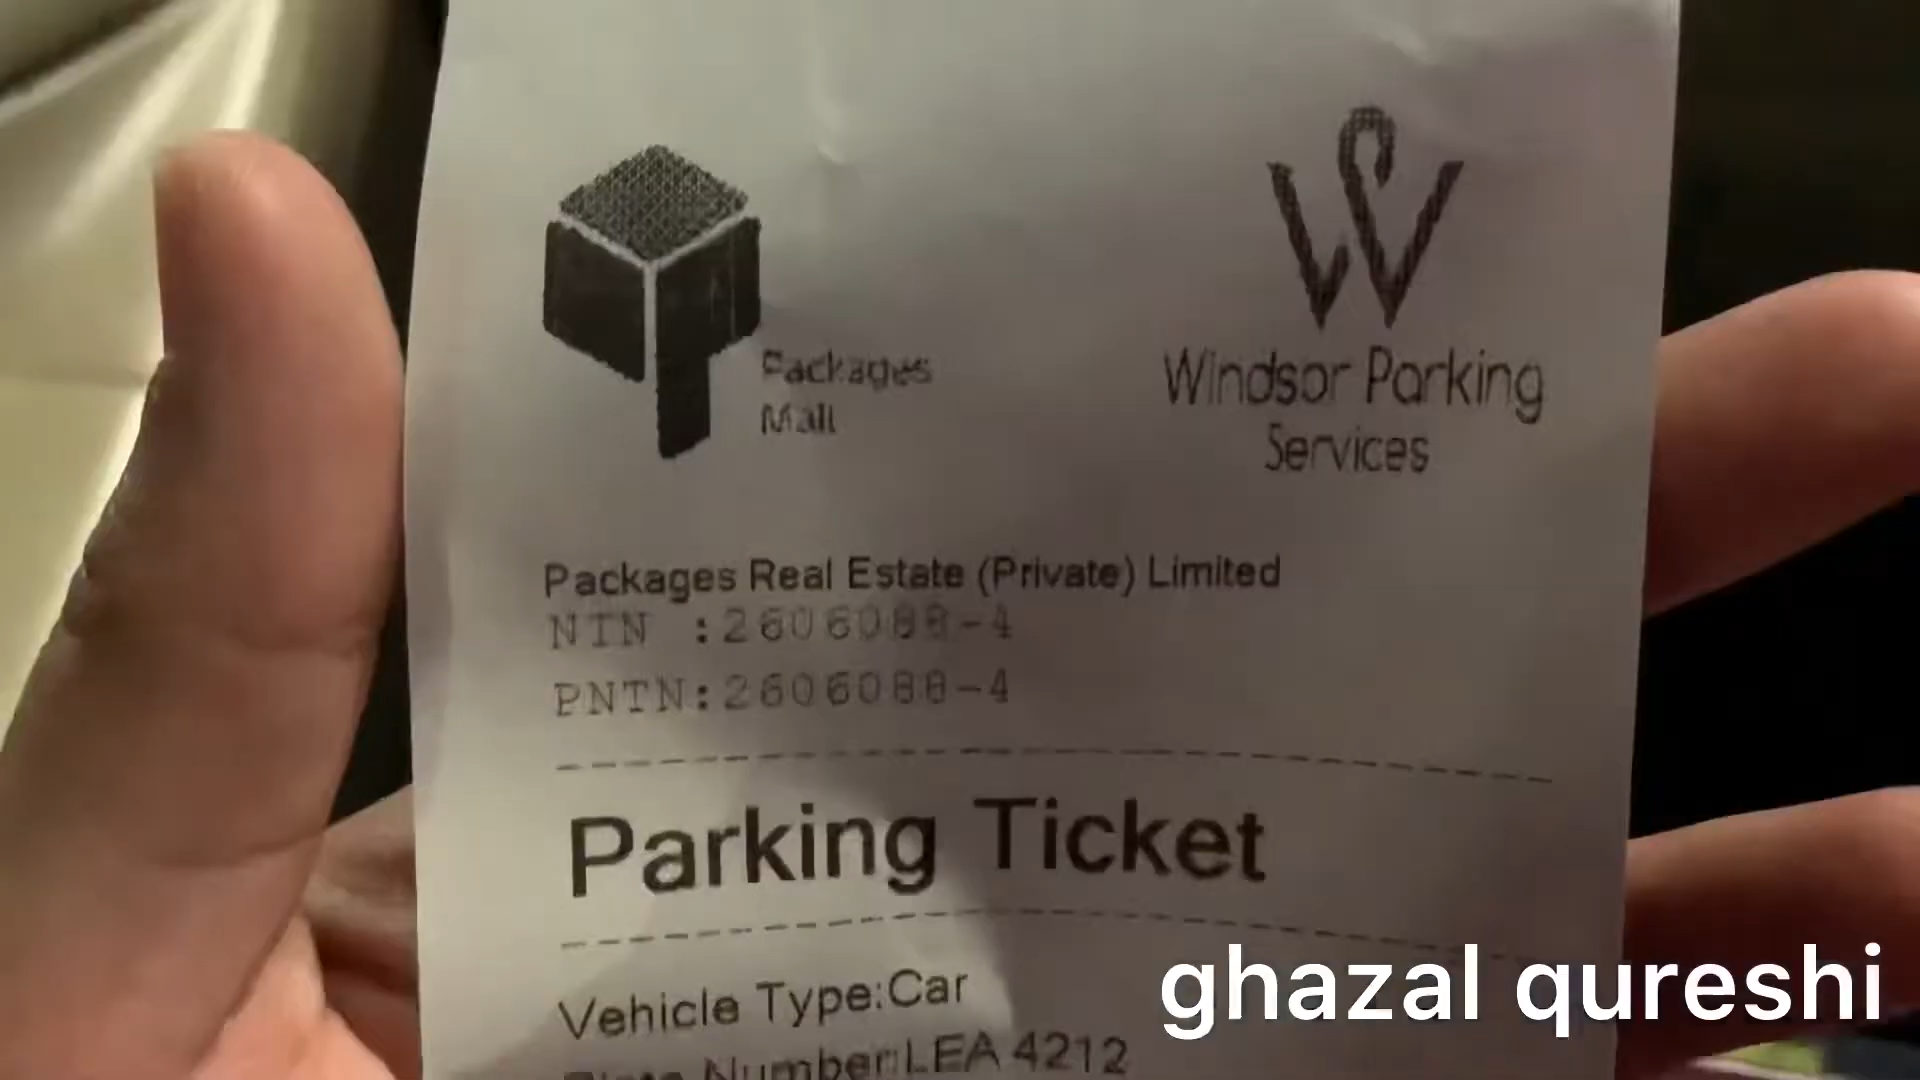 Packages
Mall
Windsor Parking
Services
Packages Real Estate (Private) Limited
NTN :2606088-4
PNTN:2606088-4
Parking Ticket
Vehicle Type:Car
Plate Number:LEA 4212
ghazal qureshi